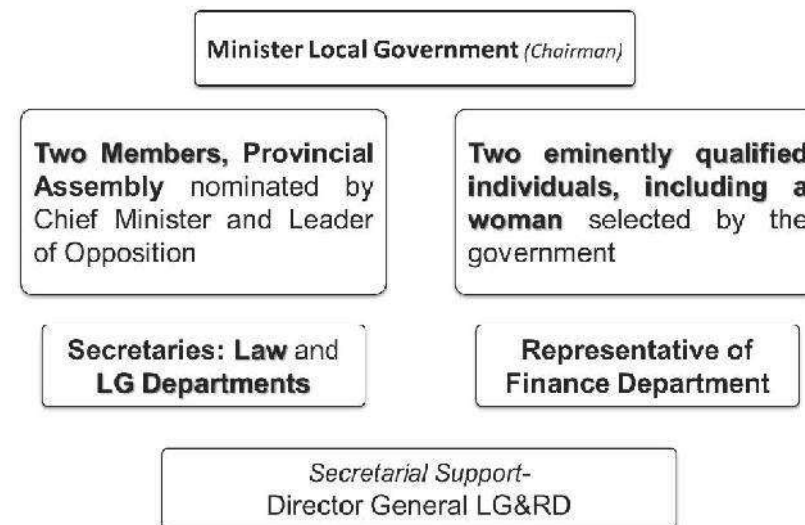 Minister Local Government (Chairman)
Two Members, Provincial
Assembly nominated by
Chief Minister and Leader
of Opposition
Two eminently qualified
individuals, including a
woman selected by the
government
Secretaries: Law and
LG Departments
Representative of
Finance Department
Secretarial Support-
Director General LG&RD